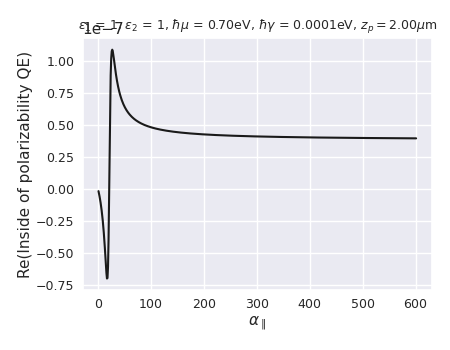 ε₁ = 1, ε₂ = 1, ℏμ = 0.70eV, ℏγ = 0.0001eV, zₚ = 2.00μm
1e−7
1.00
0.75
0.50
0.25
0.00
−0.25
−0.50
−0.75
Re(Inside of polarizability QE)
0 100 200 300 400 500 600
α∥